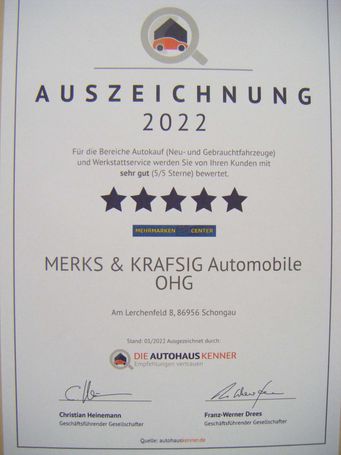 AUSZEICHNUNG
2022
Für die Bereiche Autokauf (Neu- und Gebrauchtfahrzeuge)
und Werkstattservice werden Sie von Ihren Kunden mit
sehr gut (5/5 Sterne) bewertet.
MEHRMARKEN CENTER
MERKS & KRAFSIG Automobile
OHG
Am Lerchenfeld 8, 86956 Schongau
Stand: 01/2022 Ausgezeichnet durch:
DIE AUTOHAUSKENNER
Empfehlungen vertrauen
Christian Heinemann
Geschäftsführender Gesellschafter
Franz-Werner Drees
Geschäftsführender Gesellschafter
Quelle: autohauskenner.de